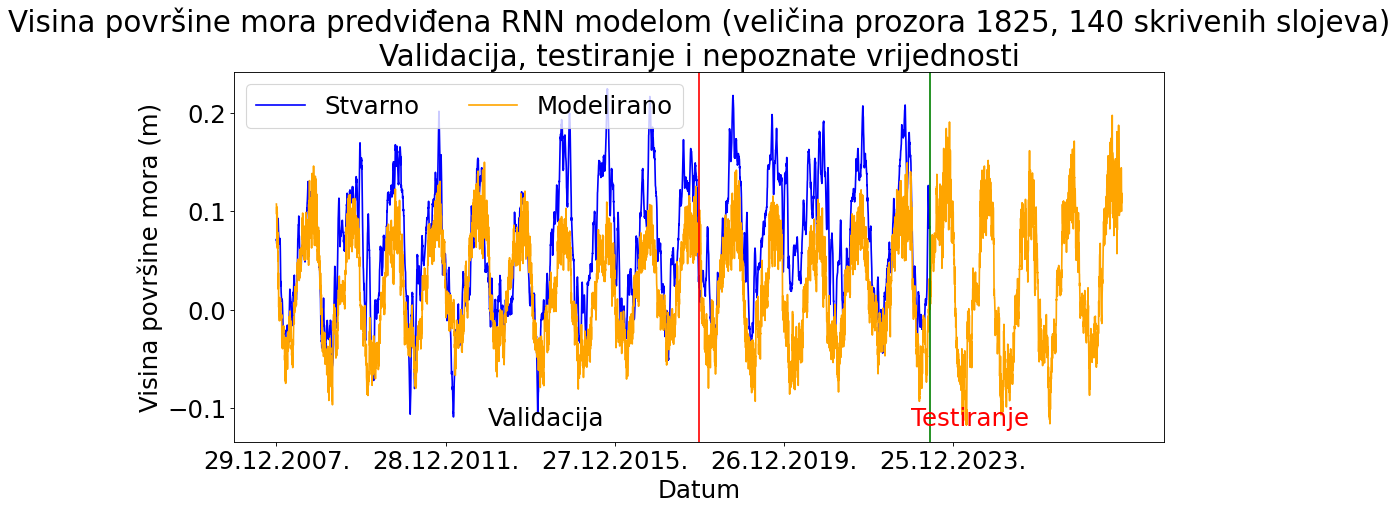 Visina površine mora predviđena RNN modelom (veličina prozora 1825, 140 skrivenih slojeva)
Validacija, testiranje i nepoznate vrijednosti
Stvarno
Modelirano
Visina površine mora (m)
0.2
0.1
0.0
−0.1
Validacija
Testiranje
29.12.2007.
28.12.2011.
27.12.2015.
26.12.2019.
25.12.2023.
Datum